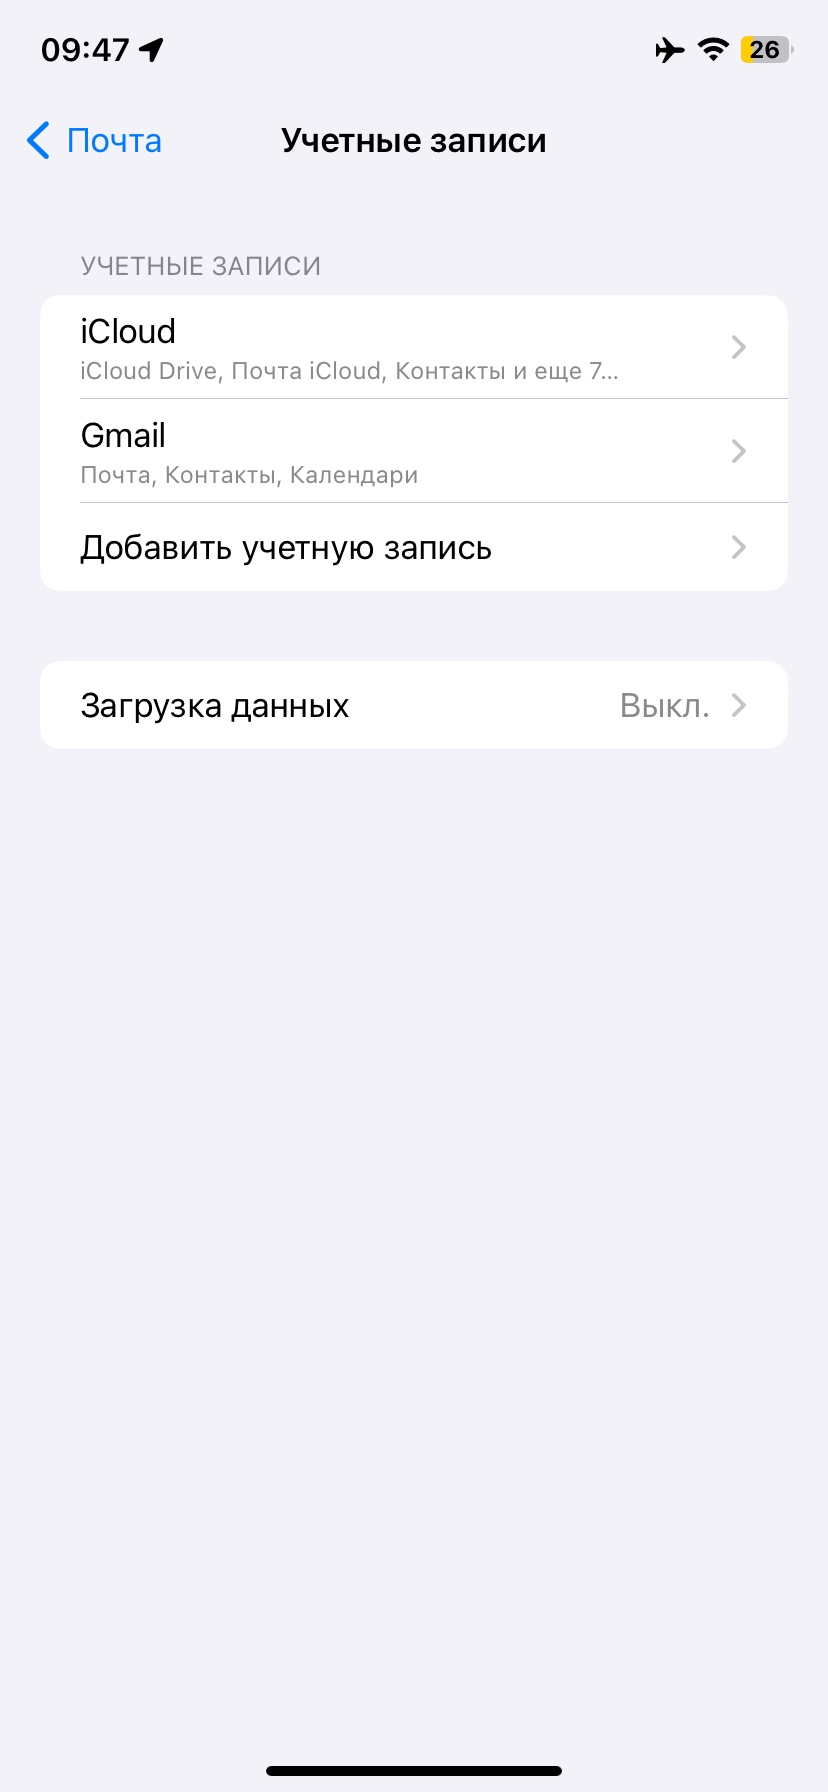 09:47
26
Почта
Учетные записи
УЧЕТНЫЕ ЗАПИСИ
iCloud
iCloud Drive, Почта iCloud, Контакты и еще 7...
Gmail
Почта, Контакты, Календари
Добавить учетную запись
Загрузка данных Выкл.